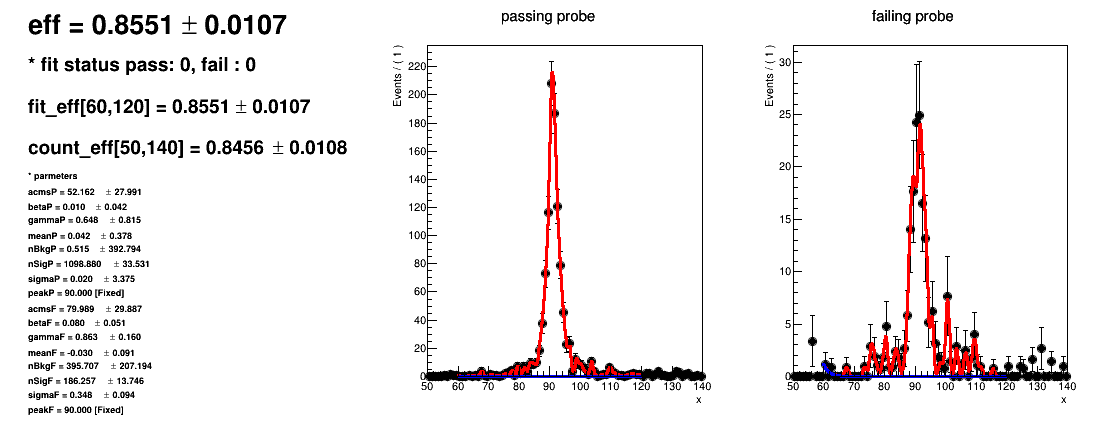 eff = 0.8551 ± 0.0107
* fit status pass: 0, fail : 0
fit_eff[60,120] = 0.8551 ± 0.0107
count_eff[50,140] = 0.8456 ± 0.0108
* parmeters
acmsP = 52.162 ± 27.991
betaP = 0.010 ± 0.042
gammaP = 0.648 ± 0.815
meanP = 0.042 ± 0.378
nBkgP = 0.515 ± 392.794
nSigP = 1098.880 ± 33.531
sigmaP = 0.020 ± 3.375
peakP = 90.000 [Fixed]
acmsF = 79.989 ± 29.887
betaF = 0.080 ± 0.051
gammaF = 0.863 ± 0.160
meanF = -0.030 ± 0.091
nBkgF = 395.707 ± 207.194
nSigF = 186.257 ± 13.746
sigmaF = 0.348 ± 0.094
peakF = 90.000 [Fixed]
passing probe
Events / ( 1 )
220
200
180
160
140
120
100
80
60
40
20
0
50 60 70 80 90 100 110 120 130 140
x
failing probe
Events / ( 1 )
30
25
20
15
10
5
0
50 60 70 80 90 100 110 120 130 140
x